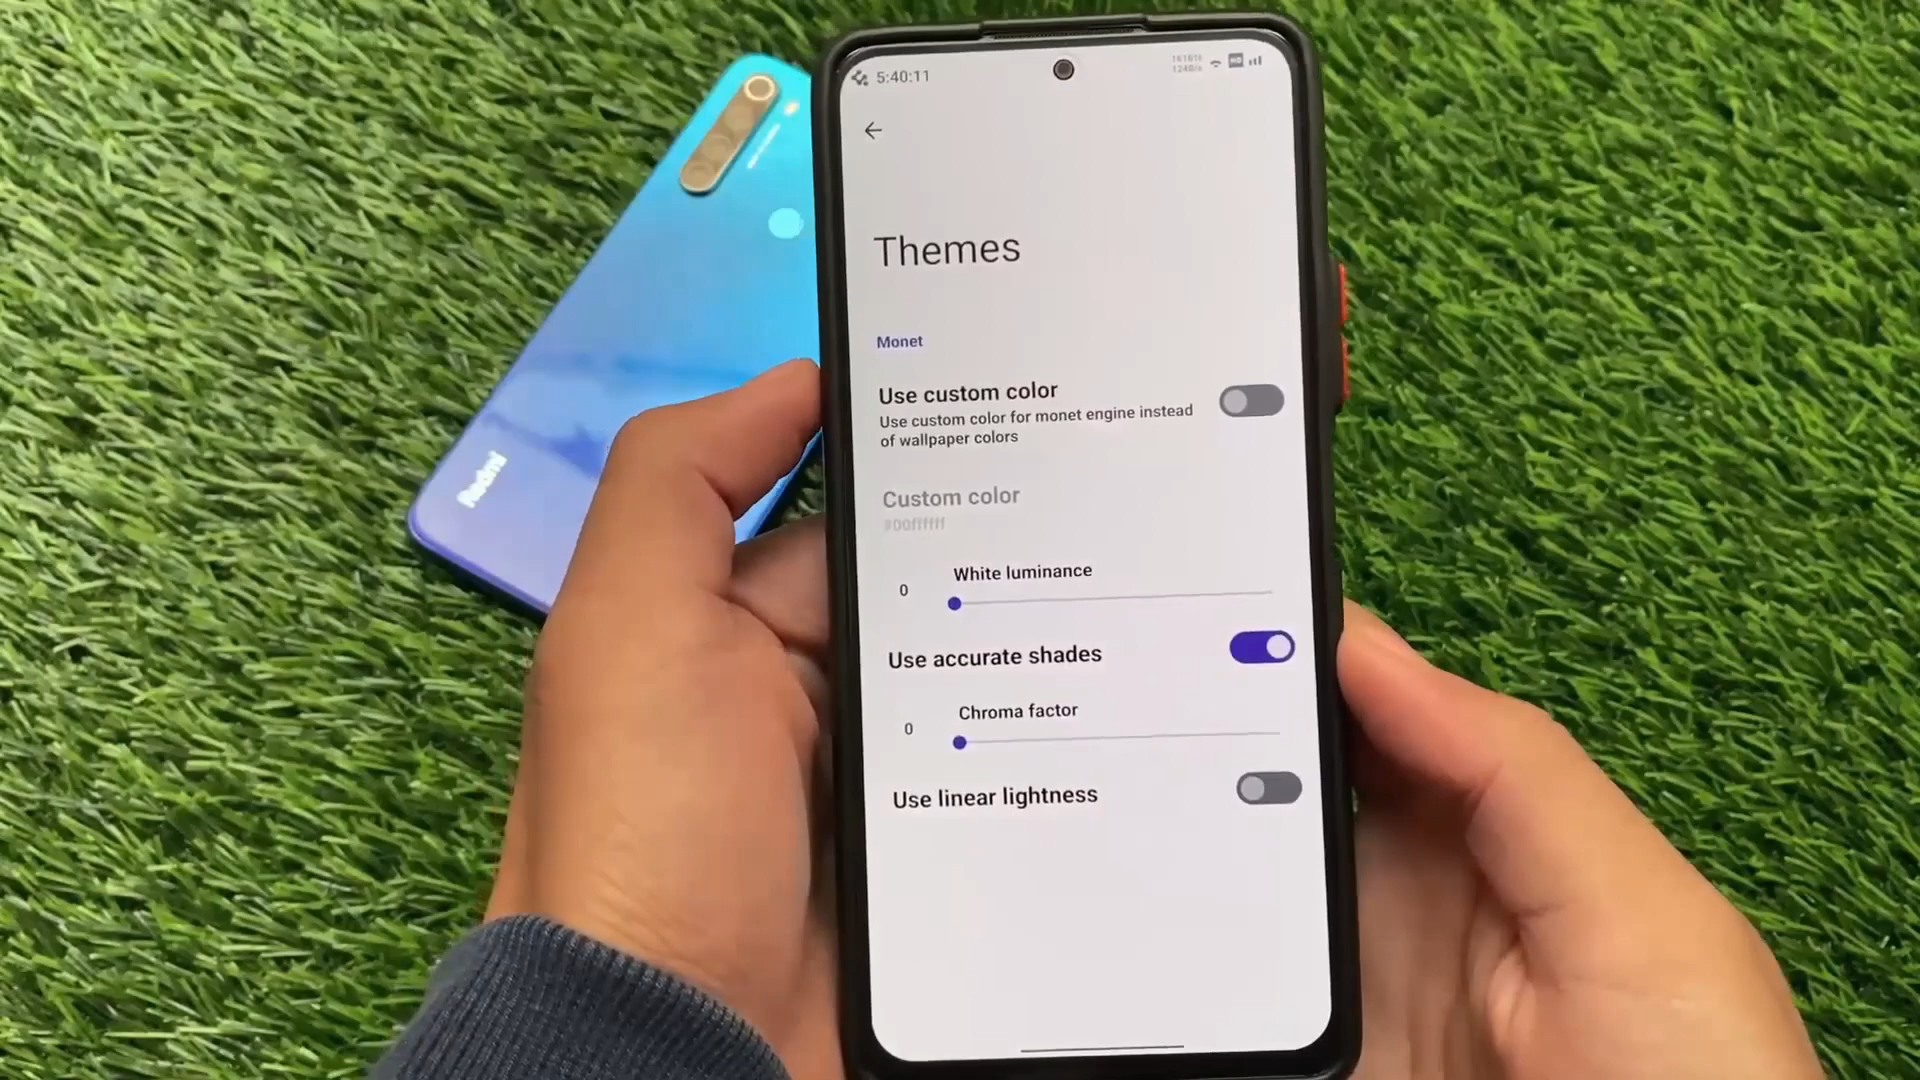 5:40:11
Themes
Monet
Use custom color
Use custom color for monet engine instead
of wallpaper colors
Custom color
#00ffffff
0
White luminance
Use accurate shades
0
Chroma factor
Use linear lightness
Redmi